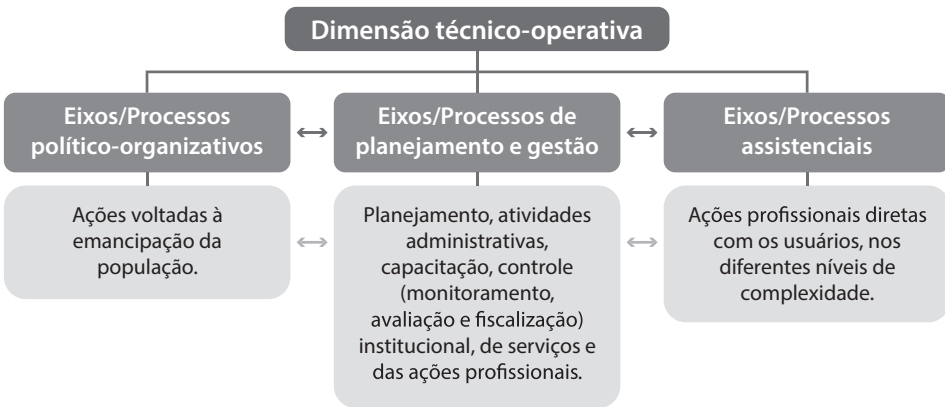 Dimensão técnico-operativa
Eixos/Processos
político-organizativos
Eixos/Processos de
planejamento e gestão
Eixos/Processos
assistenciais
Ações voltadas à
emancipação da
população.
Planejamento, atividades
administrativas,
capacitação, controle
(monitoramento,
avaliação e fiscalização)
institucional, de serviços e
das ações profissionais.
Ações profissionais diretas
com os usuários, nos
diferentes níveis de
complexidade.